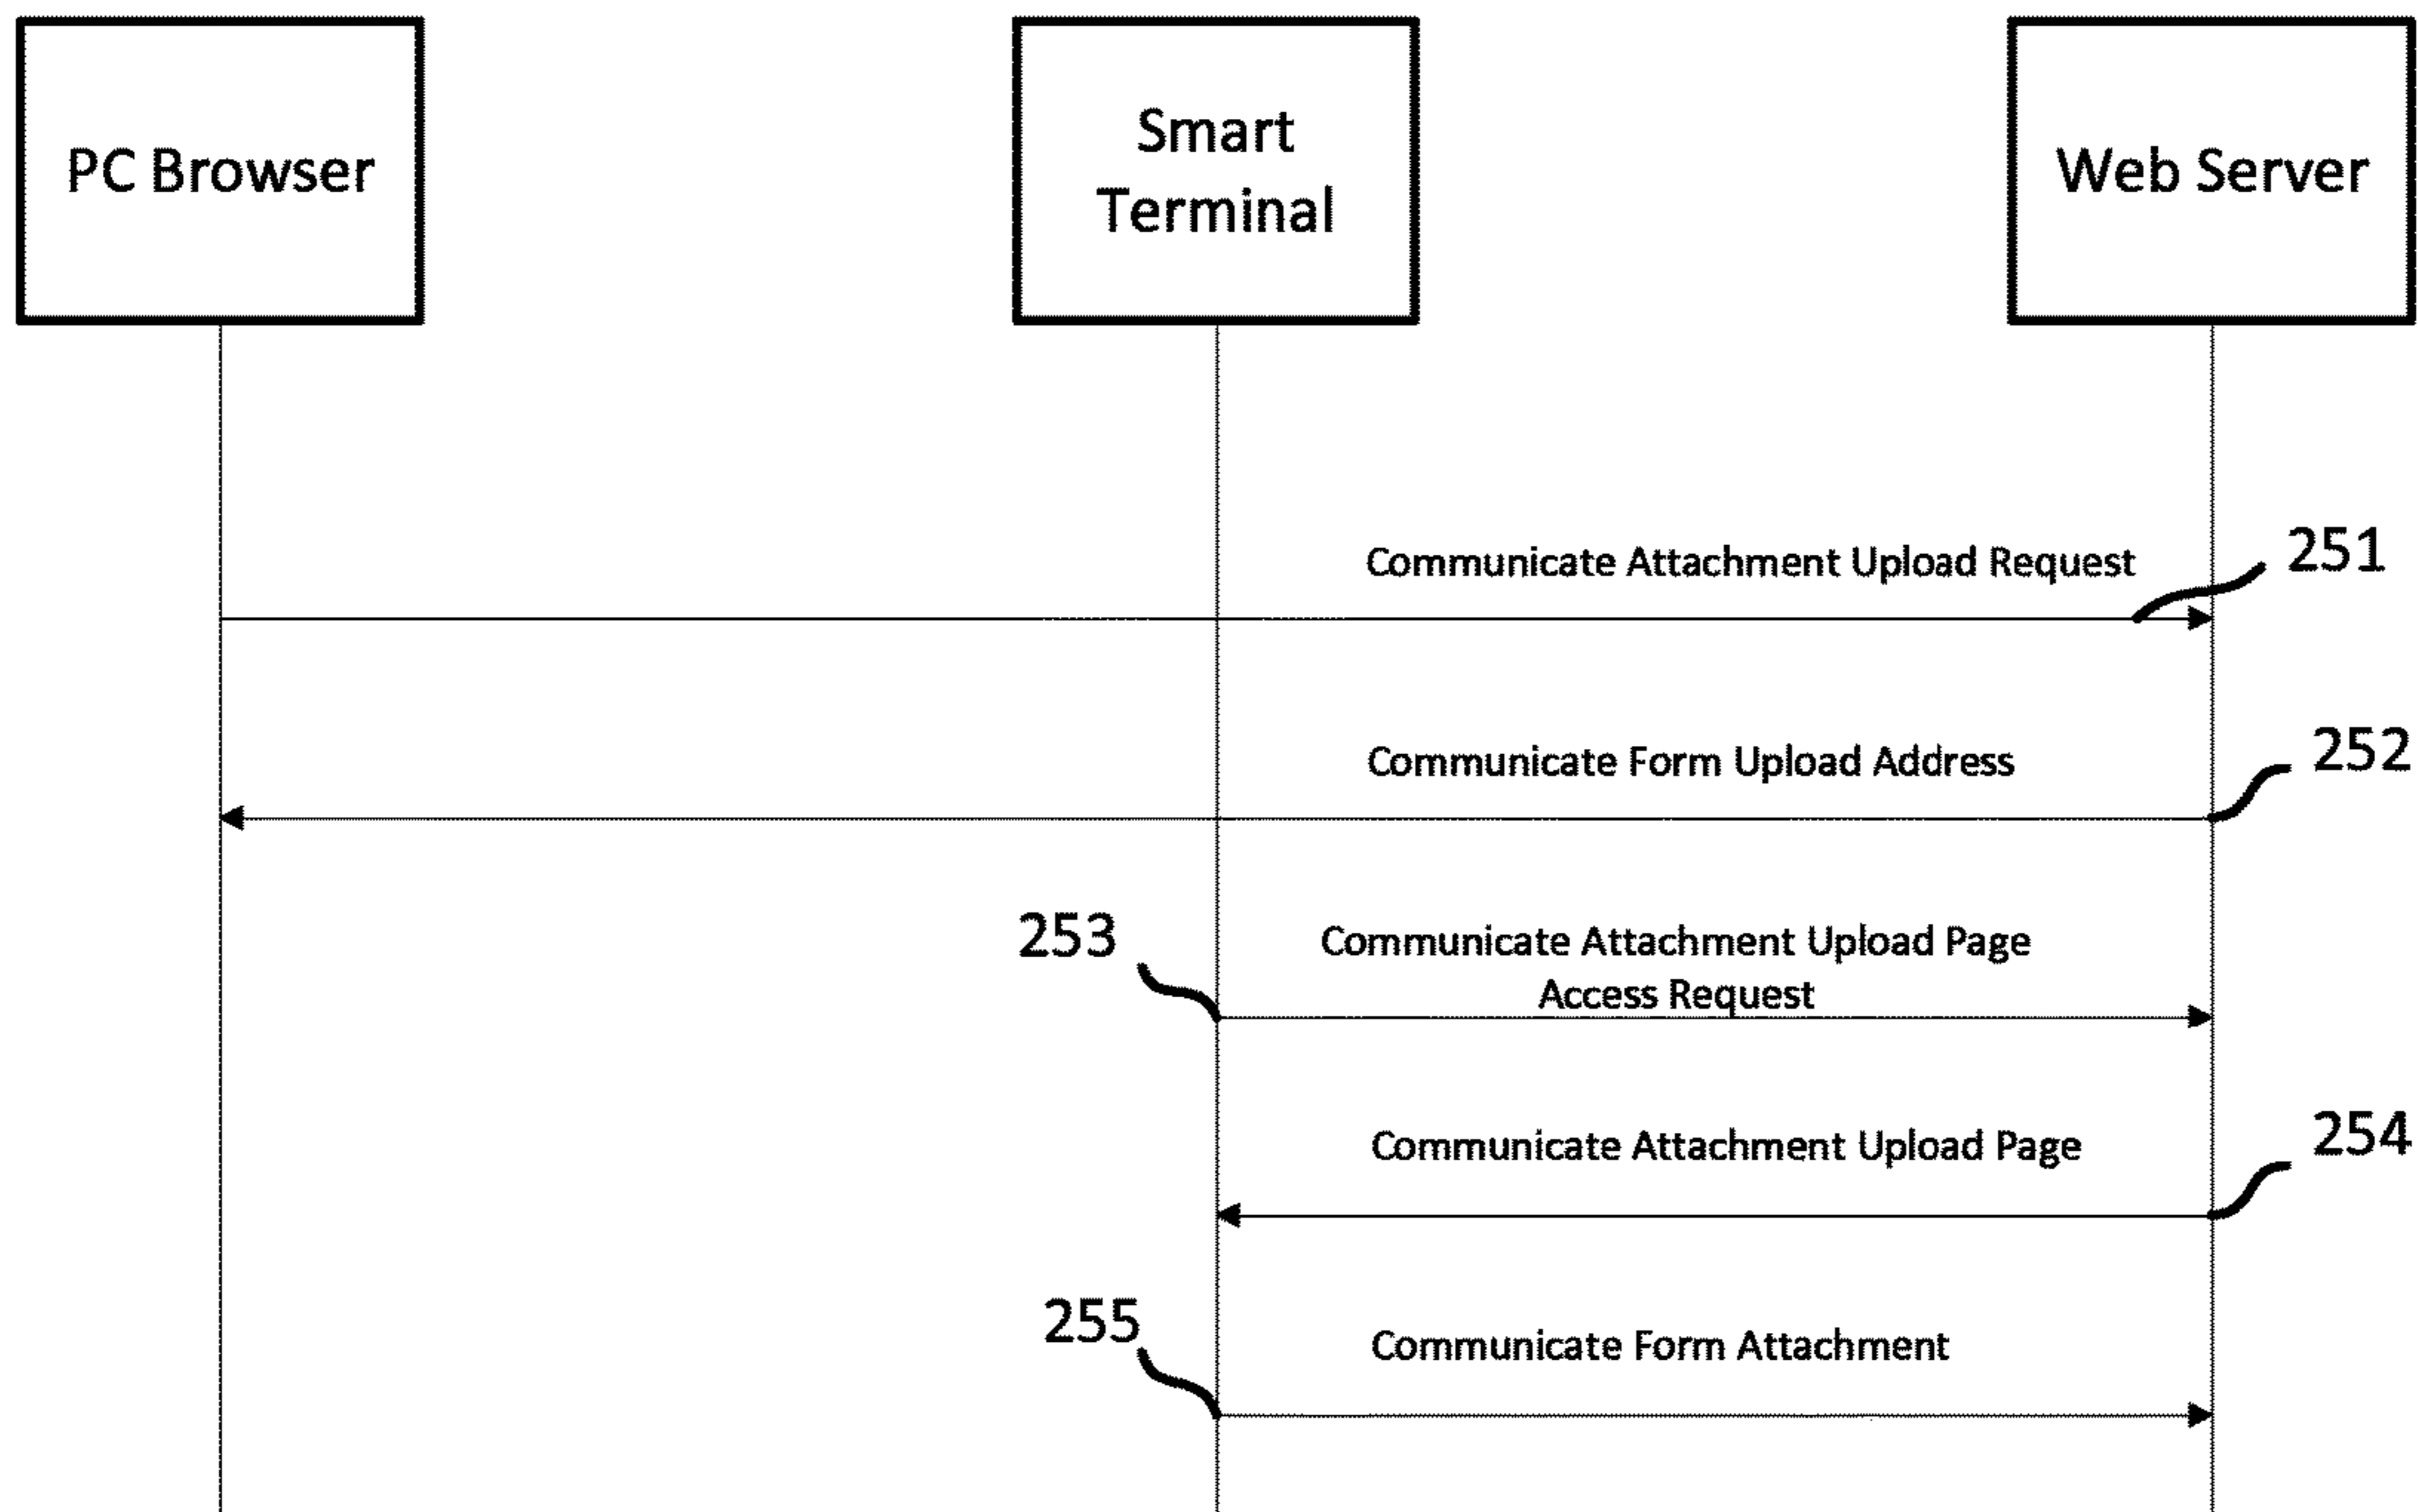 PC Browser
Smart
Terminal
Web Server
Communicate Attachment Upload Request
251
Communicate Form Upload Address
252
253
Communicate Attachment Upload Page
Access Request
Communicate Attachment Upload Page
254
255
Communicate Form Attachment